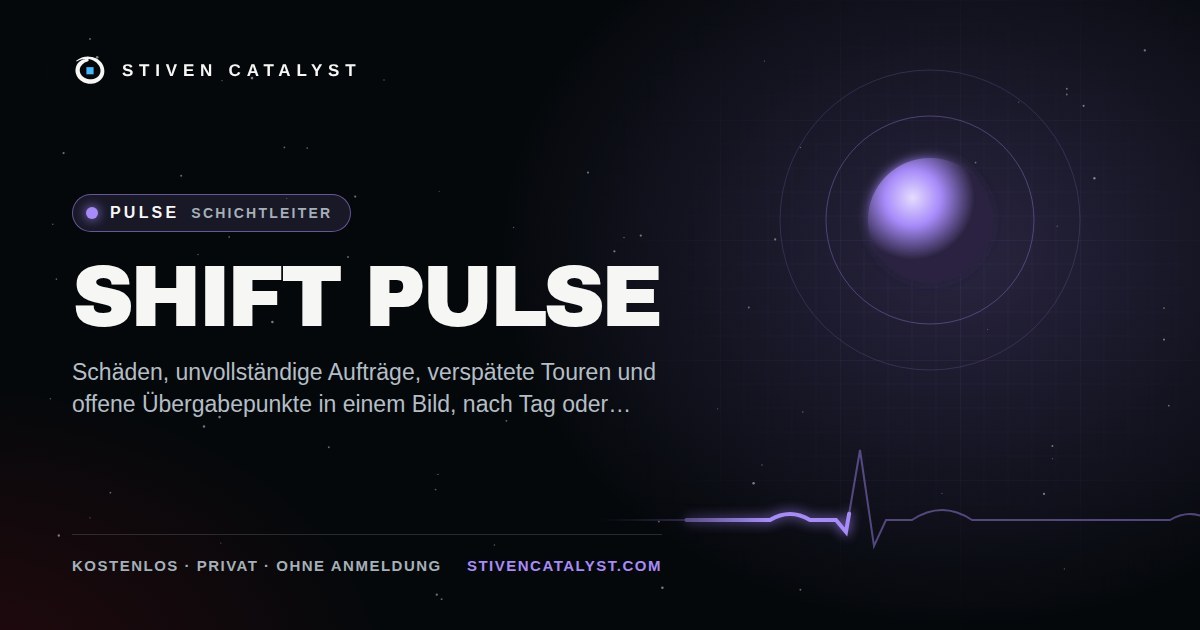 STIVEN CATALYST
PULSE SCHICHTLEITER
SHIFT PULSE
Schäden, unvollständige Aufträge, verspätete Touren und
offene Übergabepunkte in einem Bild, nach Tag oder…
KOSTENLOS · PRIVAT · OHNE ANMELDUNG STIVENCATALYST.COM